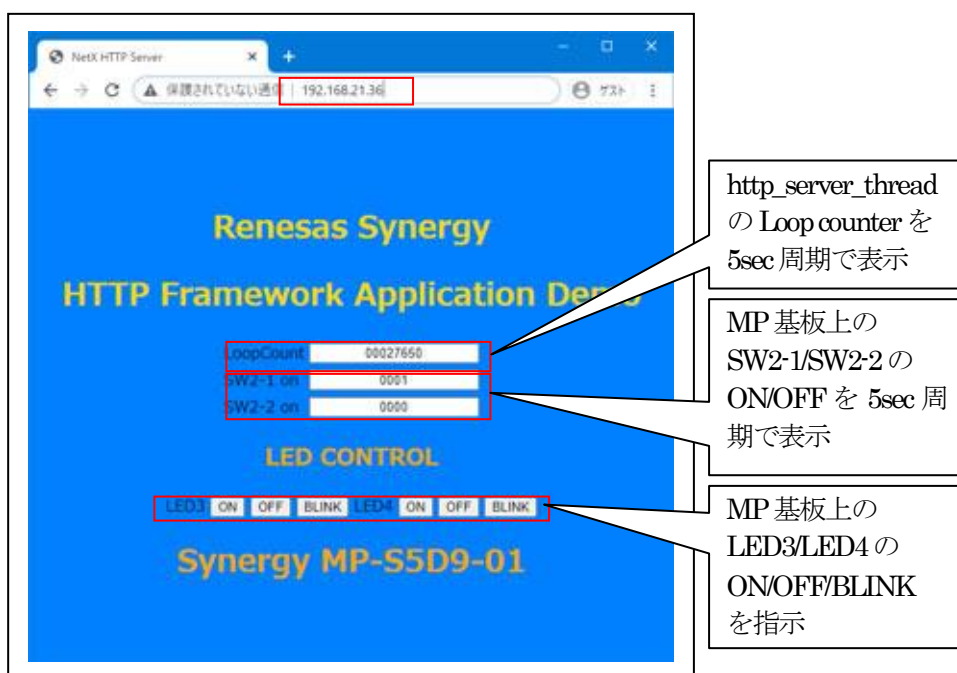 NetX HTTP Server
保護されていない通信 | 192.168.21.36
ゲスト
Renesas Synergy
HTTP Framework Application Demo
LoopCount 00027650
SW2-1 on 0001
SW2-2 on 0000
LED CONTROL
LED3 ON OFF BLINK LED4 ON OFF BLINK
Synergy MP-S5D9-01
http_server_thread
の Loop counter を
5sec 周期で表示
MP 基板上の
SW2-1/SW2-2 の
ON/OFF を 5sec 周
期で表示
MP 基板上の
LED3/LED4 の
ON/OFF/BLINK
を指示